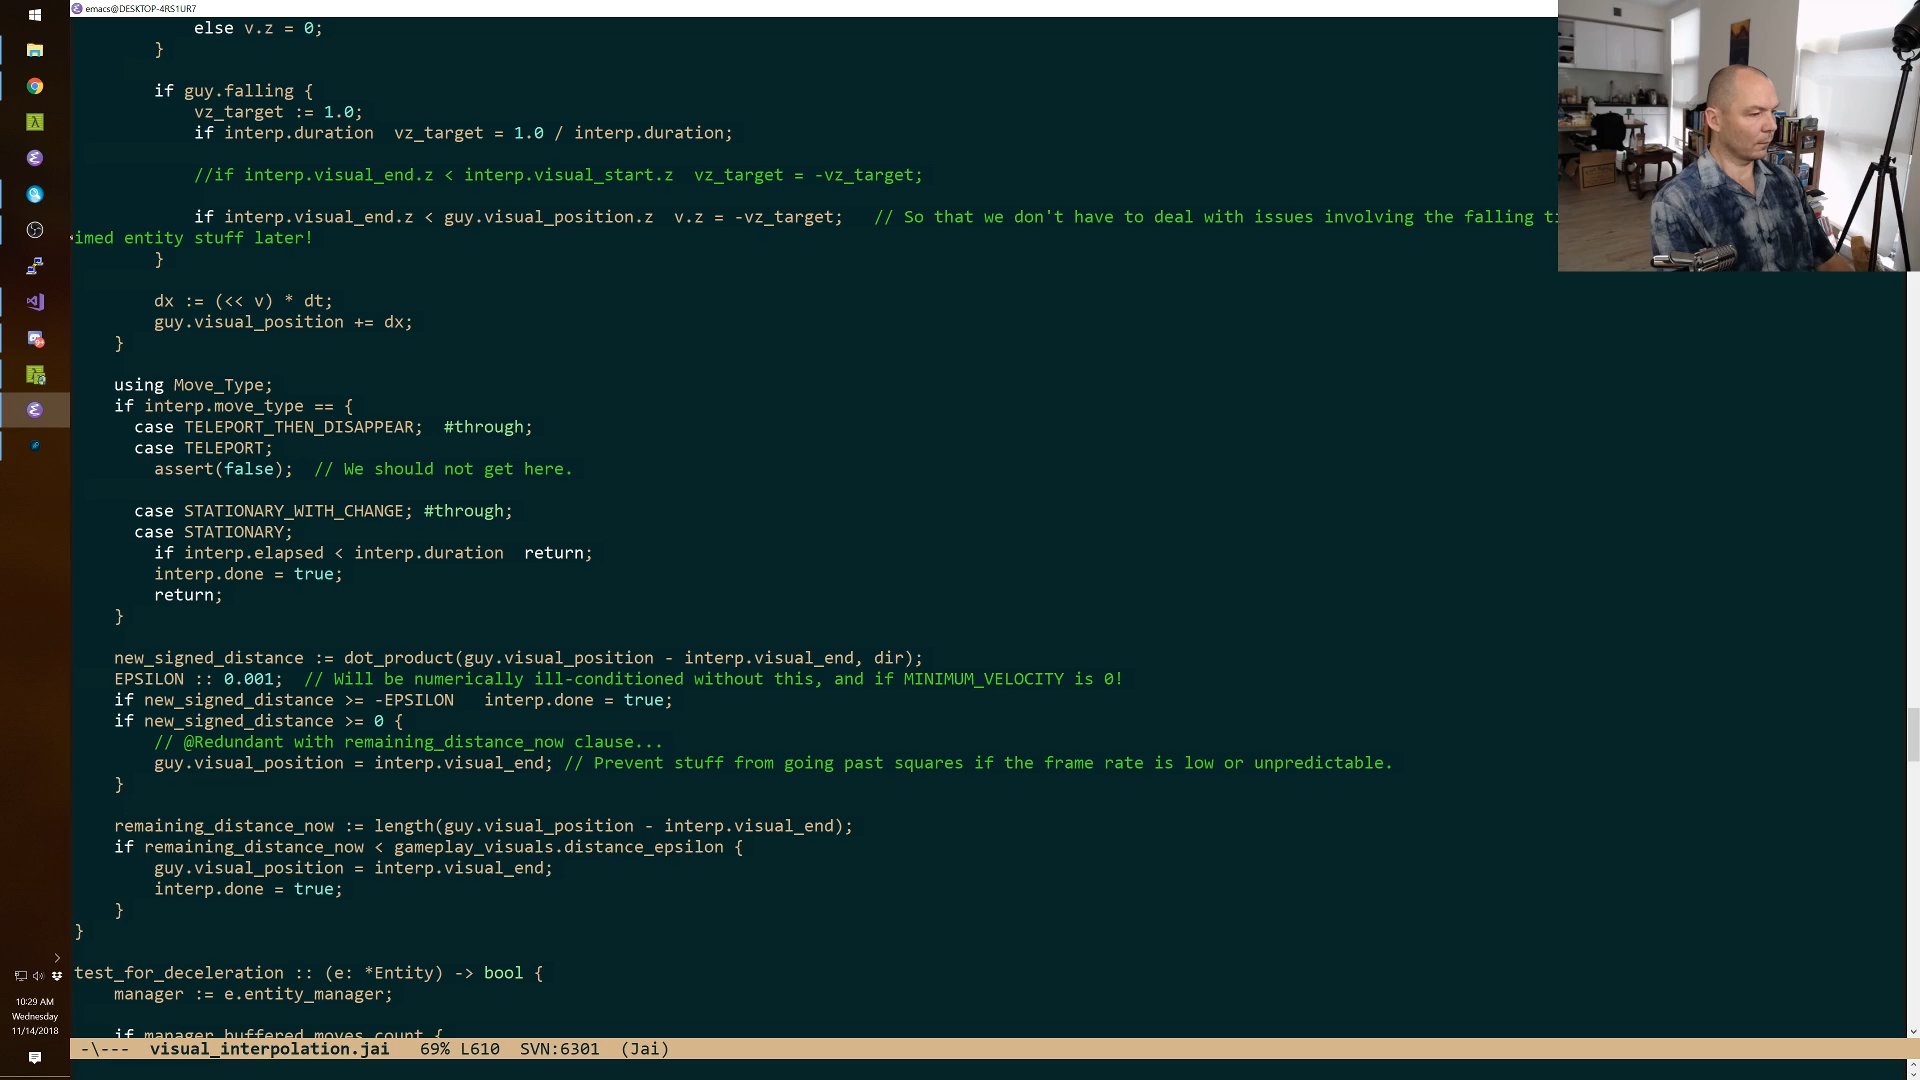 emacs@DESKTOP-4RS1UR7
else v.z = 0;
}
if guy.falling {
vz_target := 1.0;
if interp.duration  vz_target = 1.0 / interp.duration;
//if interp.visual_end.z < interp.visual_start.z  vz_target = -vz_target;
if interp.visual_end.z < guy.visual_position.z  v.z = -vz_target;   // So that we don't have to deal with issues involving the falling ti
imed entity stuff later!
}
dx := (<< v) * dt;
guy.visual_position += dx;
}
using Move_Type;
if interp.move_type == {
case TELEPORT_THEN_DISAPPEAR;  #through;
case TELEPORT;
assert(false);  // We should not get here.
case STATIONARY_WITH_CHANGE; #through;
case STATIONARY;
if interp.elapsed < interp.duration  return;
interp.done = true;
return;
}
new_signed_distance := dot_product(guy.visual_position - interp.visual_end, dir);
EPSILON :: 0.001;  // Will be numerically ill-conditioned without this, and if MINIMUM_VELOCITY is 0!
if new_signed_distance >= -EPSILON   interp.done = true;
if new_signed_distance >= 0 {
// @Redundant with remaining_distance_now clause...
guy.visual_position = interp.visual_end; // Prevent stuff from going past squares if the frame rate is low or unpredictable.
}
remaining_distance_now := length(guy.visual_position - interp.visual_end);
if remaining_distance_now < gameplay_visuals.distance_epsilon {
guy.visual_position = interp.visual_end;
interp.done = true;
}
}
test_for_deceleration :: (e: *Entity) -> bool {
manager := e.entity_manager;
if manager.buffered_moves.count {
-\---  visual_interpolation.jai   69% L610  SVN:6301  (Jai)
10:29 AM
Wednesday
11/14/2018